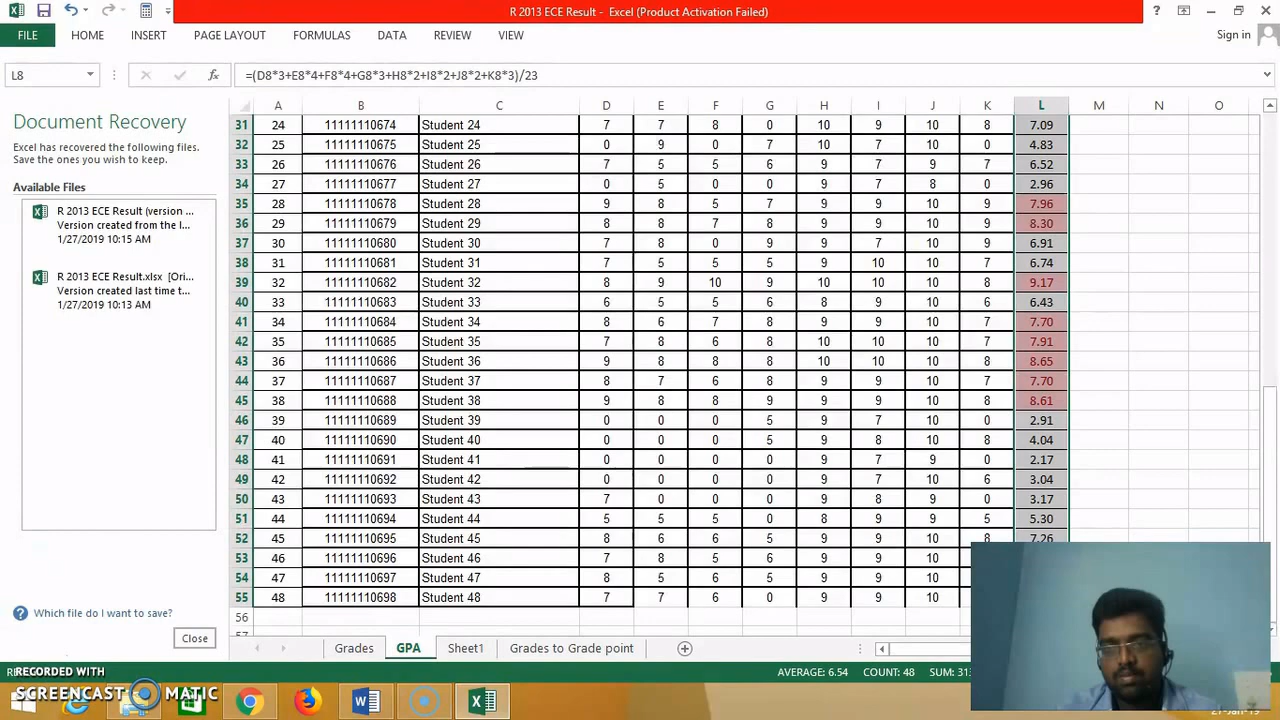 R 2013 ECE Result - Excel (Product Activation Failed)
FILE HOME INSERT PAGE LAYOUT FORMULAS DATA REVIEW VIEW Sign in
L8 fx =(D8*3+E8*4+F8*4+G8*3+H8*2+I8*2+J8*2+K8*3)/23
Document Recovery
Excel has recovered the following files.
Save the ones you wish to keep.
Available Files
R 2013 ECE Result (version ...
Version created from the l...
1/27/2019 10:15 AM
R 2013 ECE Result.xlsx [Ori...
Version created last time t...
1/27/2019 10:13 AM
Which file do I want to save?
Close
A B C D E F G H I J K L M N O
31 24 11111110674 Student 24 7 7 8 0 10 9 10 8 7.09
32 25 11111110675 Student 25 0 9 0 7 10 7 10 0 4.83
33 26 11111110676 Student 26 7 5 5 6 9 7 9 7 6.52
34 27 11111110677 Student 27 0 5 0 0 9 7 8 0 2.96
35 28 11111110678 Student 28 9 8 5 7 9 9 10 9 7.96
36 29 11111110679 Student 29 8 8 7 8 9 9 10 9 8.30
37 30 11111110680 Student 30 7 8 0 9 9 7 10 9 6.91
38 31 11111110681 Student 31 7 5 5 5 9 10 10 7 6.74
39 32 11111110682 Student 32 8 9 10 9 10 10 10 8 9.17
40 33 11111110683 Student 33 6 5 5 6 8 9 10 6 6.43
41 34 11111110684 Student 34 8 6 7 8 9 9 10 7 7.70
42 35 11111110685 Student 35 7 8 6 8 10 10 10 7 7.91
43 36 11111110686 Student 36 9 8 8 8 10 10 10 8 8.65
44 37 11111110687 Student 37 8 7 6 8 9 9 10 7 7.70
45 38 11111110688 Student 38 9 8 8 9 9 9 10 8 8.61
46 39 11111110689 Student 39 0 0 0 5 9 7 10 0 2.91
47 40 11111110690 Student 40 0 0 0 5 9 8 10 8 4.04
48 41 11111110691 Student 41 0 0 0 0 9 7 9 0 2.17
49 42 11111110692 Student 42 0 0 0 0 9 7 10 6 3.04
50 43 11111110693 Student 43 7 0 0 0 9 8 9 0 3.17
51 44 11111110694 Student 44 5 5 5 0 8 9 9 5 5.30
52 45 11111110695 Student 45 8 6 6 5 9 9 10 8 7.26
53 46 11111110696 Student 46 7 8 5 6 9 9 10
54 47 11111110697 Student 47 8 5 6 5 9 9 10
55 48 11111110698 Student 48 7 7 6 0 9 9 10
56
Grades GPA Sheet1 Grades to Grade point
AVERAGE: 6.54 COUNT: 48 SUM: 313
RECORDED WITH
SCREENCAST MATIC